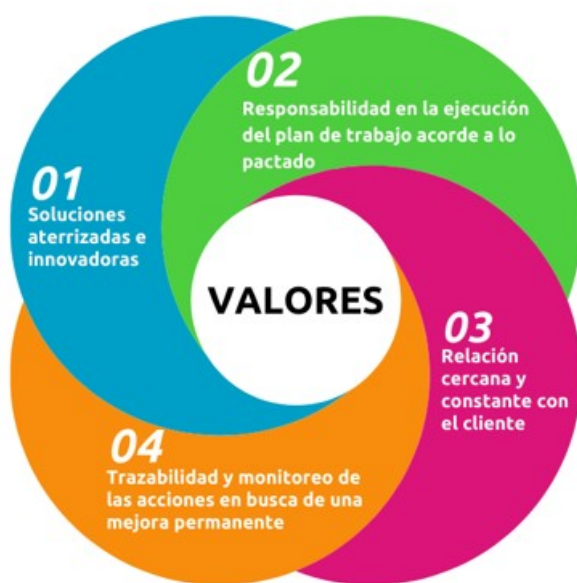 01
Soluciones
aterrizadas e
innovadoras
02
Responsabilidad en la ejecución
del plan de trabajo acorde a lo
pactado
VALORES
03
Relación
cercana y
constante con
el cliente
04
Trazabilidad y monitoreo de
las acciones en busca de una
mejora permanente